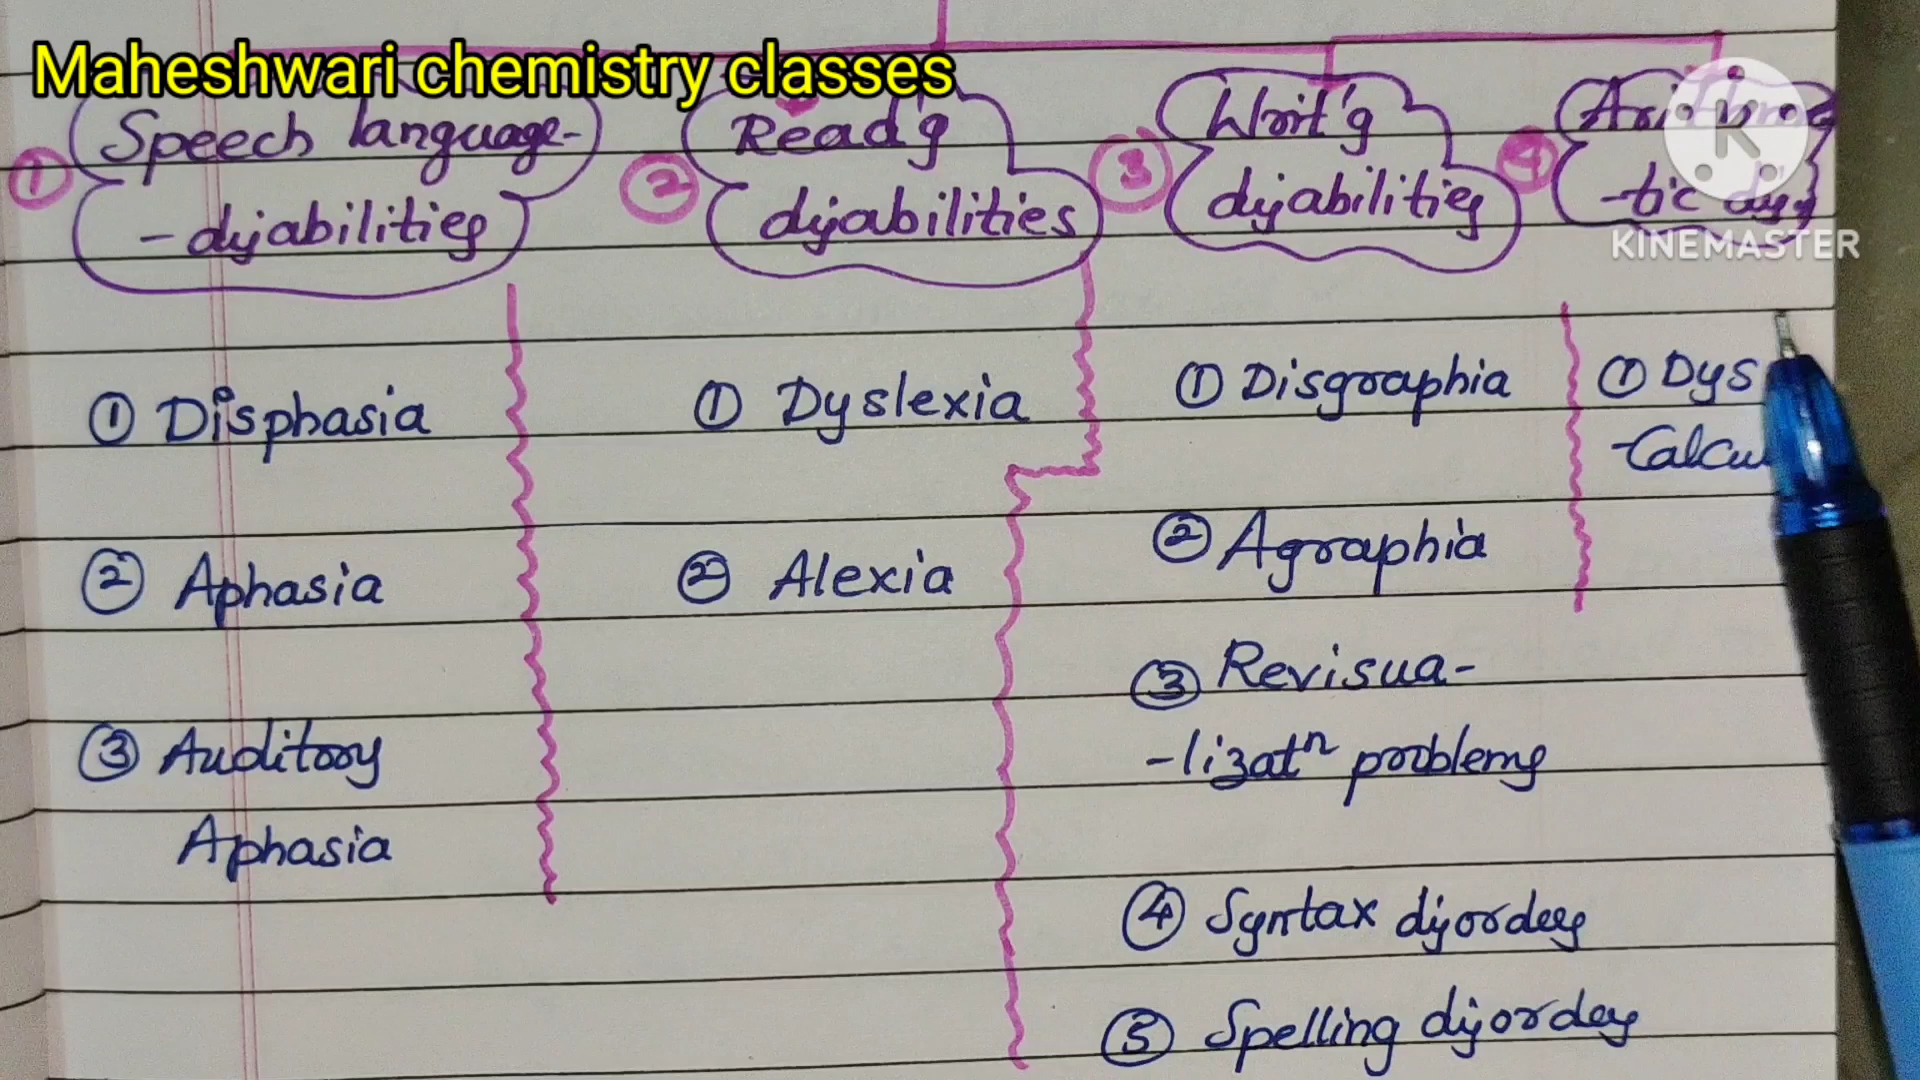 Maheshwari chemistry classes
① Speech language-
- disabilities
② Read'g
disabilities
③ Writ'g
disabilities
④
-tic
KINEMASTER
① Disphasia
② Aphasia
③ Auditory
Aphasia
① Dyslexia
② Alexia
① Disgraphia
② Agraphia
③ Revisua-
-lizatⁿ problems
④ Syntax disorders
⑤ Spelling disorders
① Dys
-Calcu